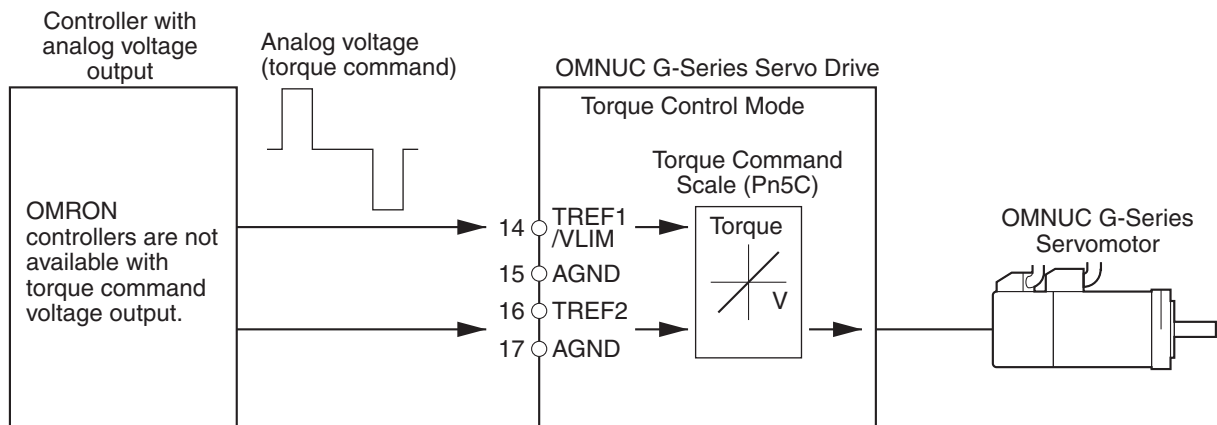 Controller with
analog voltage
output
Analog voltage
(torque command)
OMNUC G-Series Servo Drive
Torque Control Mode
Torque Command
Scale (Pn5C)
OMRON
controllers are not
available with
torque command
voltage output.
14 TREF1
/VLIM
15 AGND
16 TREF2
17 AGND
Torque
V
OMNUC G-Series
Servomotor